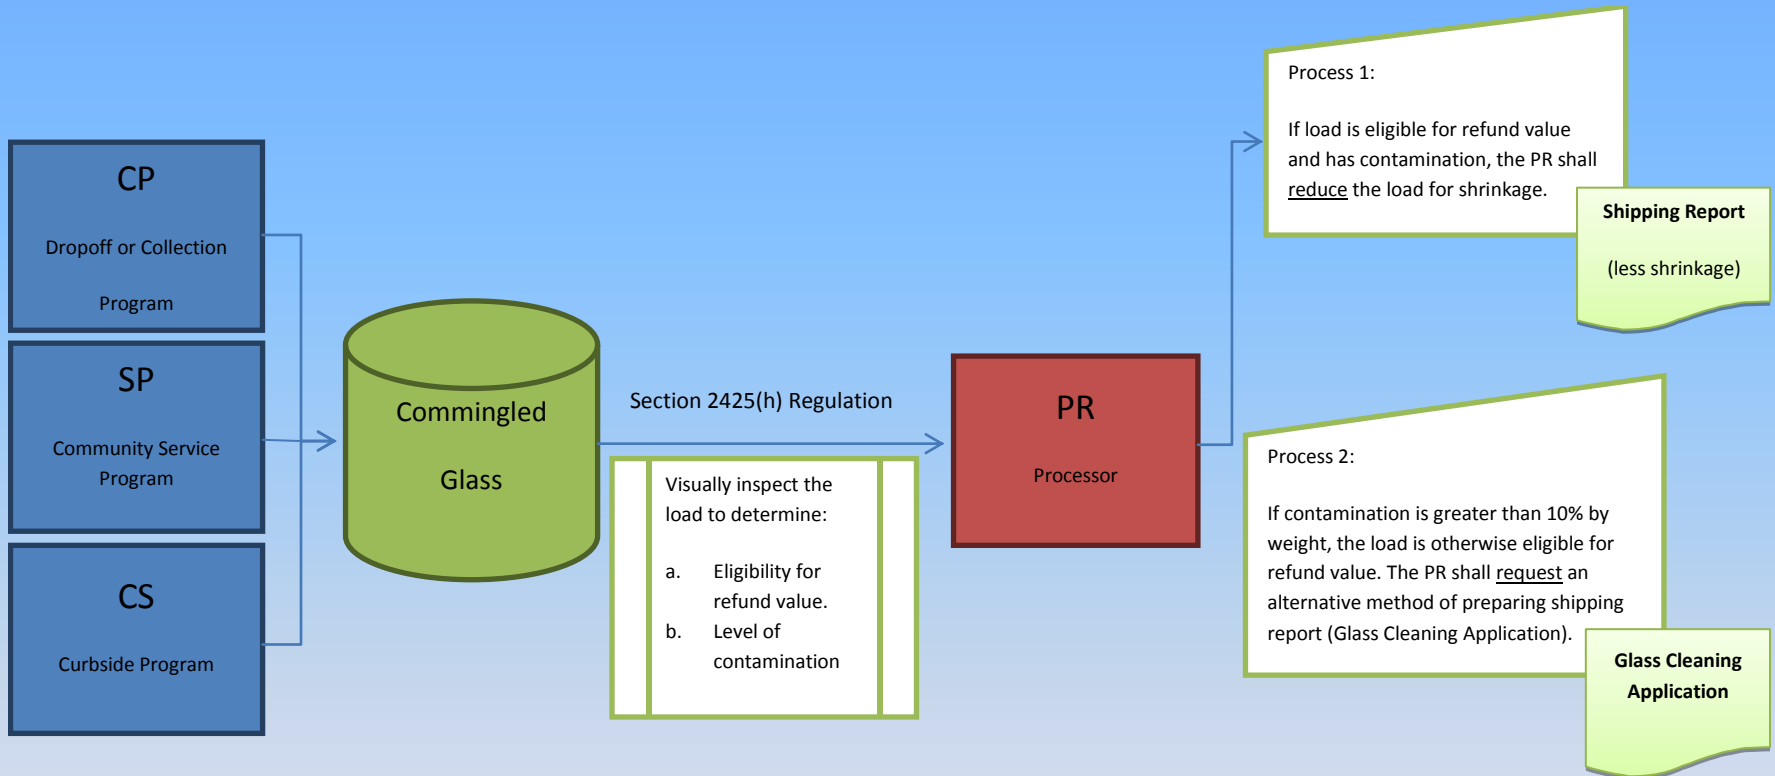 CP
Dropoff or Collection
Program
SP
Community Service
Program
CS
Curbside Program
Commingled
Glass
Section 2425(h) Regulation
Visually inspect the
load to determine:
a. Eligibility for
refund value.
b. Level of
contamination
PR
Processor
Process 1:
If load is eligible for refund value
and has contamination, the PR shall
reduce the load for shrinkage.
Shipping Report
(less shrinkage)
Process 2:
If contamination is greater than 10% by
weight, the load is otherwise eligible for
refund value. The PR shall request an
alternative method of preparing shipping
report (Glass Cleaning Application).
Glass Cleaning
Application